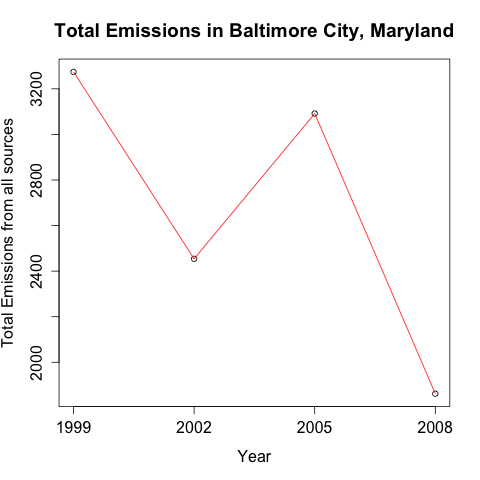 Total Emissions in Baltimore City, Maryland
Total Emissions from all sources
3200
2800
2400
2000
1999 2002 2005 2008
Year